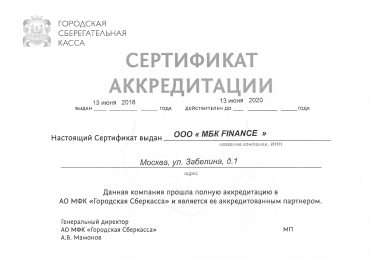 ГОРОДСКАЯ
СБЕРЕГАТЕЛЬНАЯ
КАССА
СЕРТИФИКАТ
АККРЕДИТАЦИИ
13 июня 2018 13 июня 2020
ВЫДАН ГОДА ДЕЙСТВИТЕЛЕН ДО ГОДА
Настоящий Сертификат выдан ООО « МБК FINANCE »
название компании, ИНН
Москва, ул. Забелина, д.1
адрес
Данная компания прошла полную аккредитацию в
АО МФК «Городская Сберкасса» и является ее аккредитованным партнером.
Генеральный директор
АО МФК «Городская Сберкасса» МП
А.В. Мамонов